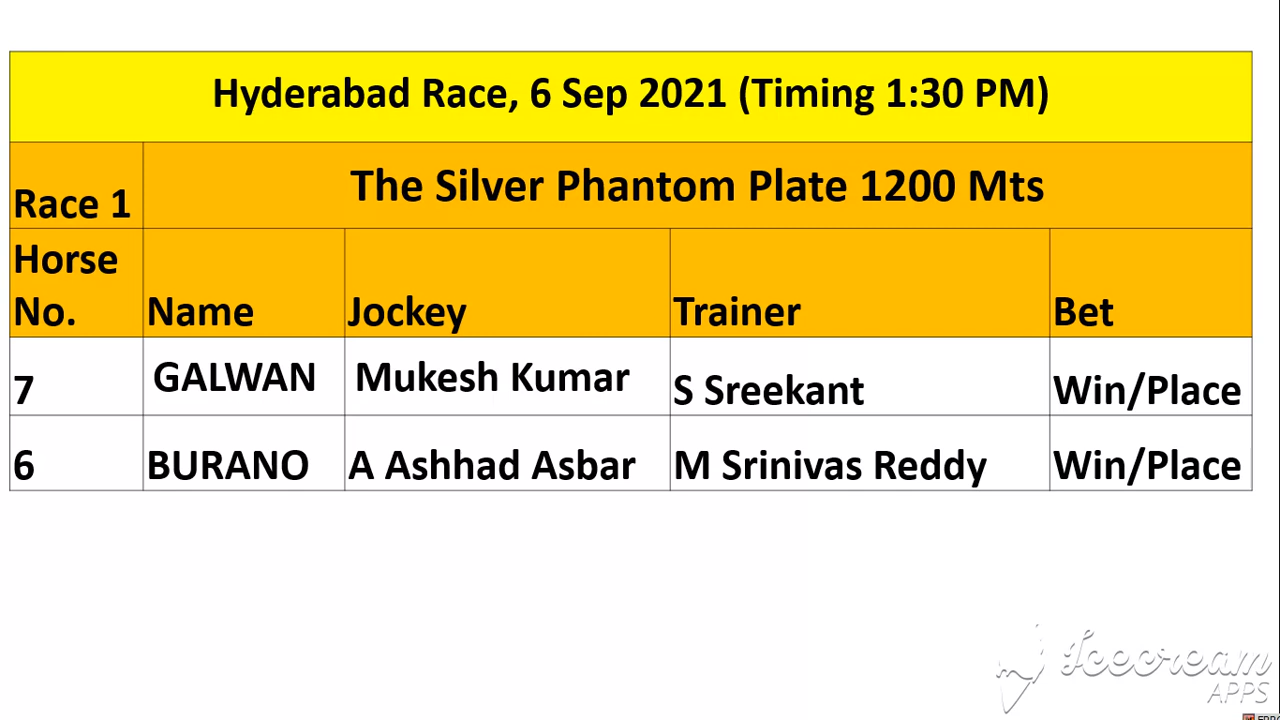 Hyderabad Race, 6 Sep 2021 (Timing 1:30 PM)
Race 1 The Silver Phantom Plate 1200 Mts
Horse
No. Name Jockey Trainer Bet
7 GALWAN Mukesh Kumar S Sreekant Win/Place
6 BURANO A Ashhad Asbar M Srinivas Reddy Win/Place
Icecream
APPS